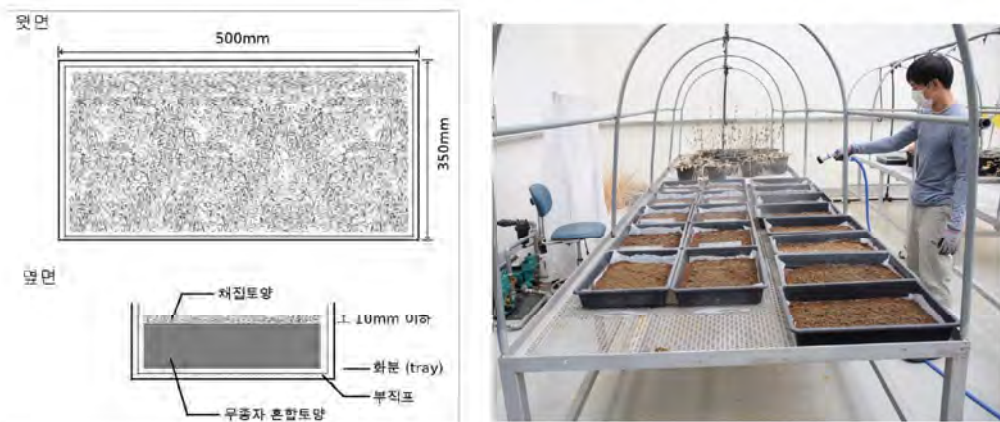 윗면
500mm
350mm
옆면
채집토양
10mm 이하
화분 (tray)
부직포
무종자 혼합토양